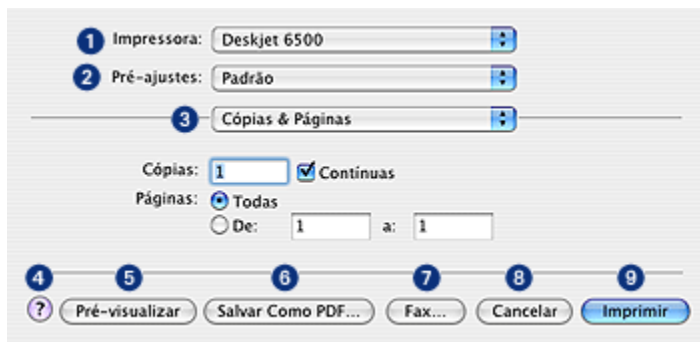 1 Impressora: Deskjet 6500
2 Pré-ajustes: Padrão
3 Cópias & Páginas
Cópias: 1 Contínuas
Páginas: Todas
De: 1 a: 1
4 5 6 7 8 9
? Pré-visualizar Salvar Como PDF... Fax... Cancelar Imprimir